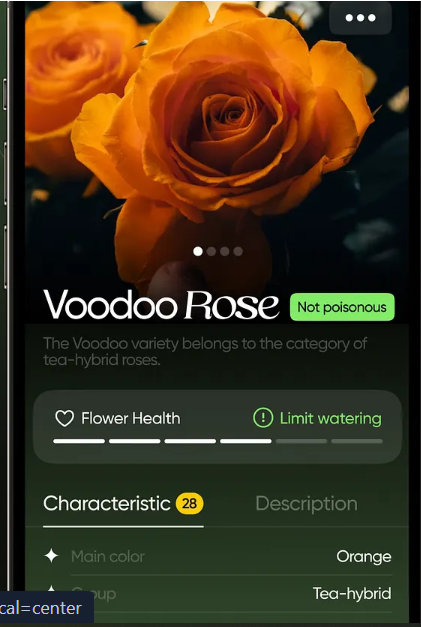 Voodoo Rose Not poisonous
The Voodoo variety belongs to the category of
tea-hybrid roses.
Flower Health Limit watering
Characteristic 28 Description
Main color Orange
Tea-hybrid
cal=center